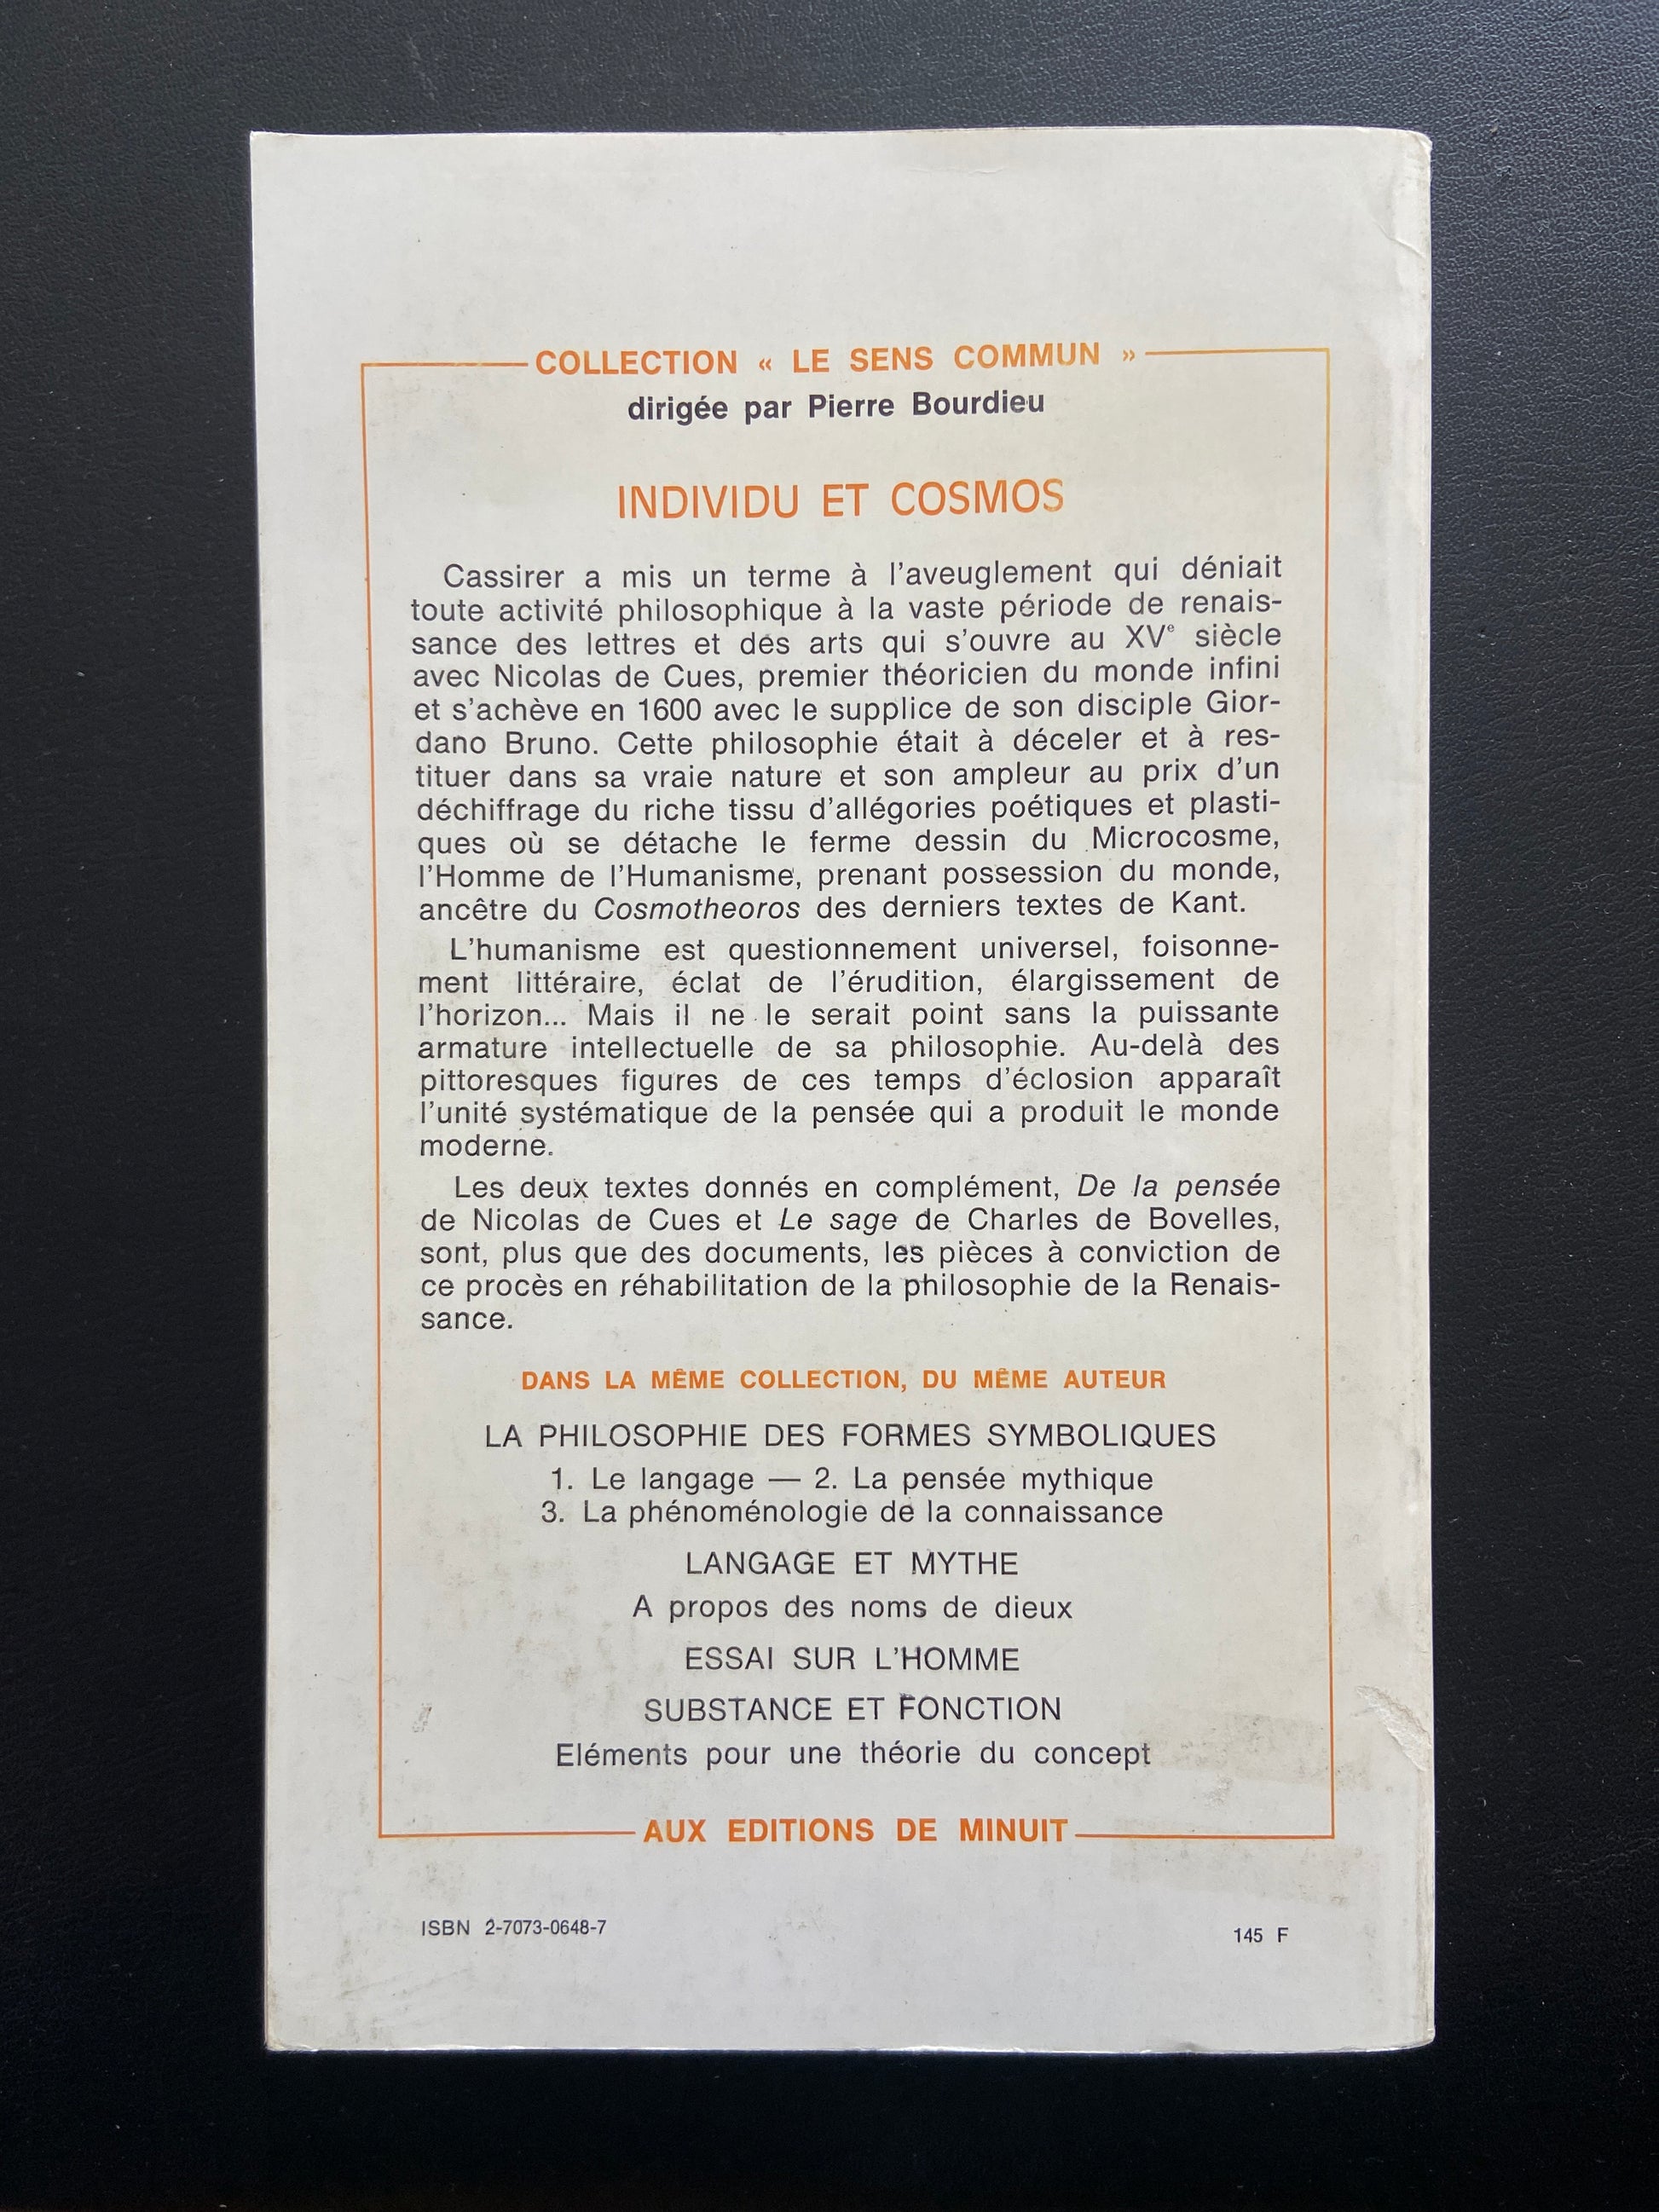 COLLECTION « LE SENS COMMUN »
dirigée par Pierre Bourdieu
INDIVIDU ET COSMOS
Cassirer a mis un terme à l'aveuglement qui déniait
toute activité philosophique à la vaste période de renais-
sance des lettres et des arts qui s'ouvre au XVe siècle
avec Nicolas de Cues, premier théoricien du monde infini
et s'achève en 1600 avec le supplice de son disciple Gior-
dano Bruno. Cette philosophie était à déceler et à res-
tituer dans sa vraie nature et son ampleur au prix d'un
déchiffrage du riche tissu d'allégories poétiques et plasti-
ques où se détache le ferme dessin du Microcosme,
l'Homme de l'Humanisme, prenant possession du monde,
ancêtre du Cosmotheoros des derniers textes de Kant.
L'humanisme est questionnement universel, foisonne-
ment littéraire, éclat de l'érudition, élargissement de
l'horizon... Mais il ne le serait point sans la puissante
armature intellectuelle de sa philosophie. Au-delà des
pittoresques figures de ces temps d'éclosion apparaît
l'unité systématique de la pensée qui a produit le monde
moderne.
Les deux textes donnés en complément, De la pensée
de Nicolas de Cues et Le sage de Charles de Bovelles,
sont, plus que des documents, les pièces à conviction de
ce procès en réhabilitation de la philosophie de la Renais-
sance.
DANS LA MÊME COLLECTION, DU MÊME AUTEUR
LA PHILOSOPHIE DES FORMES SYMBOLIQUES
1. Le langage — 2. La pensée mythique
3. La phénoménologie de la connaissance
LANGAGE ET MYTHE
A propos des noms de dieux
ESSAI SUR L'HOMME
SUBSTANCE ET FONCTION
Eléments pour une théorie du concept
AUX EDITIONS DE MINUIT
ISBN 2-7073-0648-7
145 F